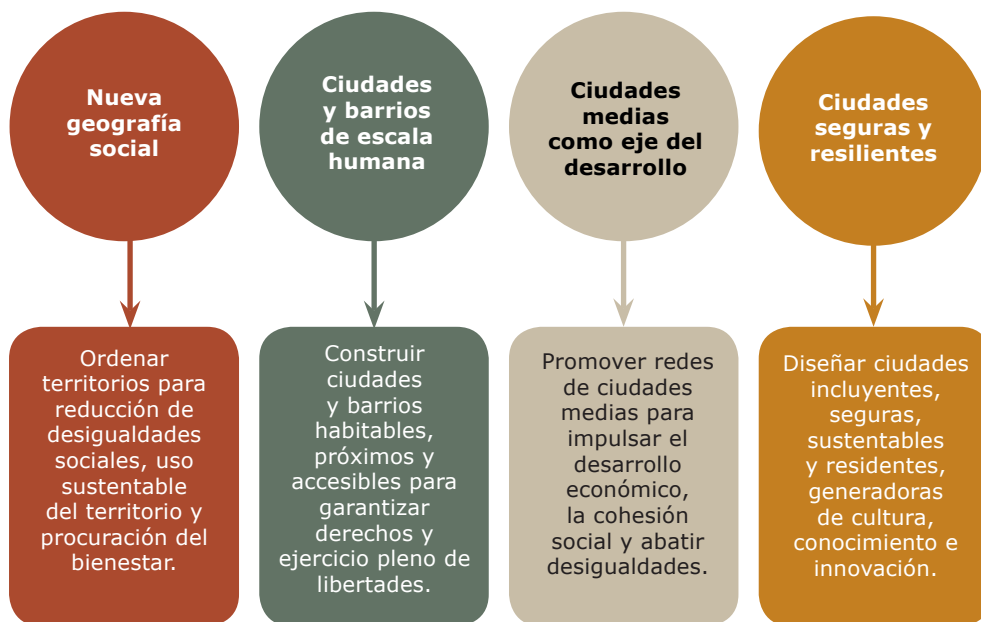 Nueva
geografía
social
Ciudades
y barrios
de escala
humana
Ciudades
medias
como eje del
desarrollo
Ciudades
seguras y
resilientes
Ordenar
territorios para
reducción de
desigualdades
sociales, uso
sustentable
del territorio y
procuración del
bienestar.
Construir
ciudades
y barrios
habitables,
próximos y
accesibles para
garantizar
derechos y
ejercicio pleno de
libertades.
Promover redes
de ciudades
medias para
impulsar el
desarrollo
económico,
la cohesión
social y abatir
desigualdades.
Diseñar ciudades
incluyentes,
seguras,
sustentables
y residentes,
generadoras
de cultura,
conocimiento e
innovación.